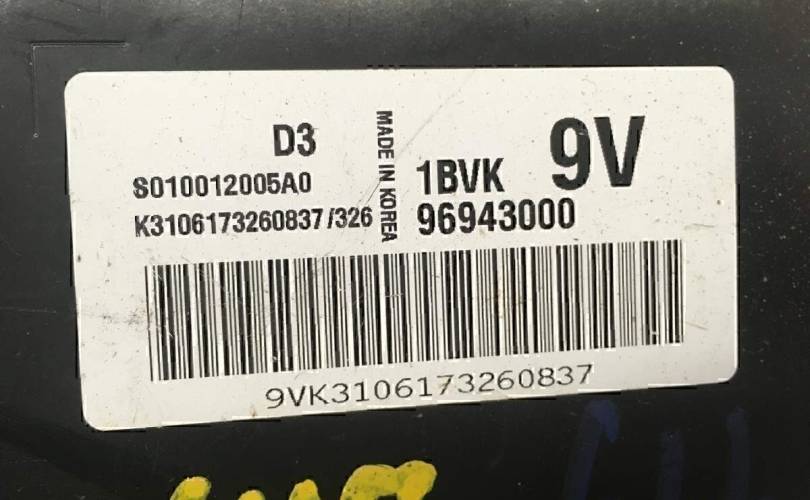 D3
S010012005A0
K3106173260837/326
MADE IN KOREA
1BVK 9V
96943000
9VK3106173260837